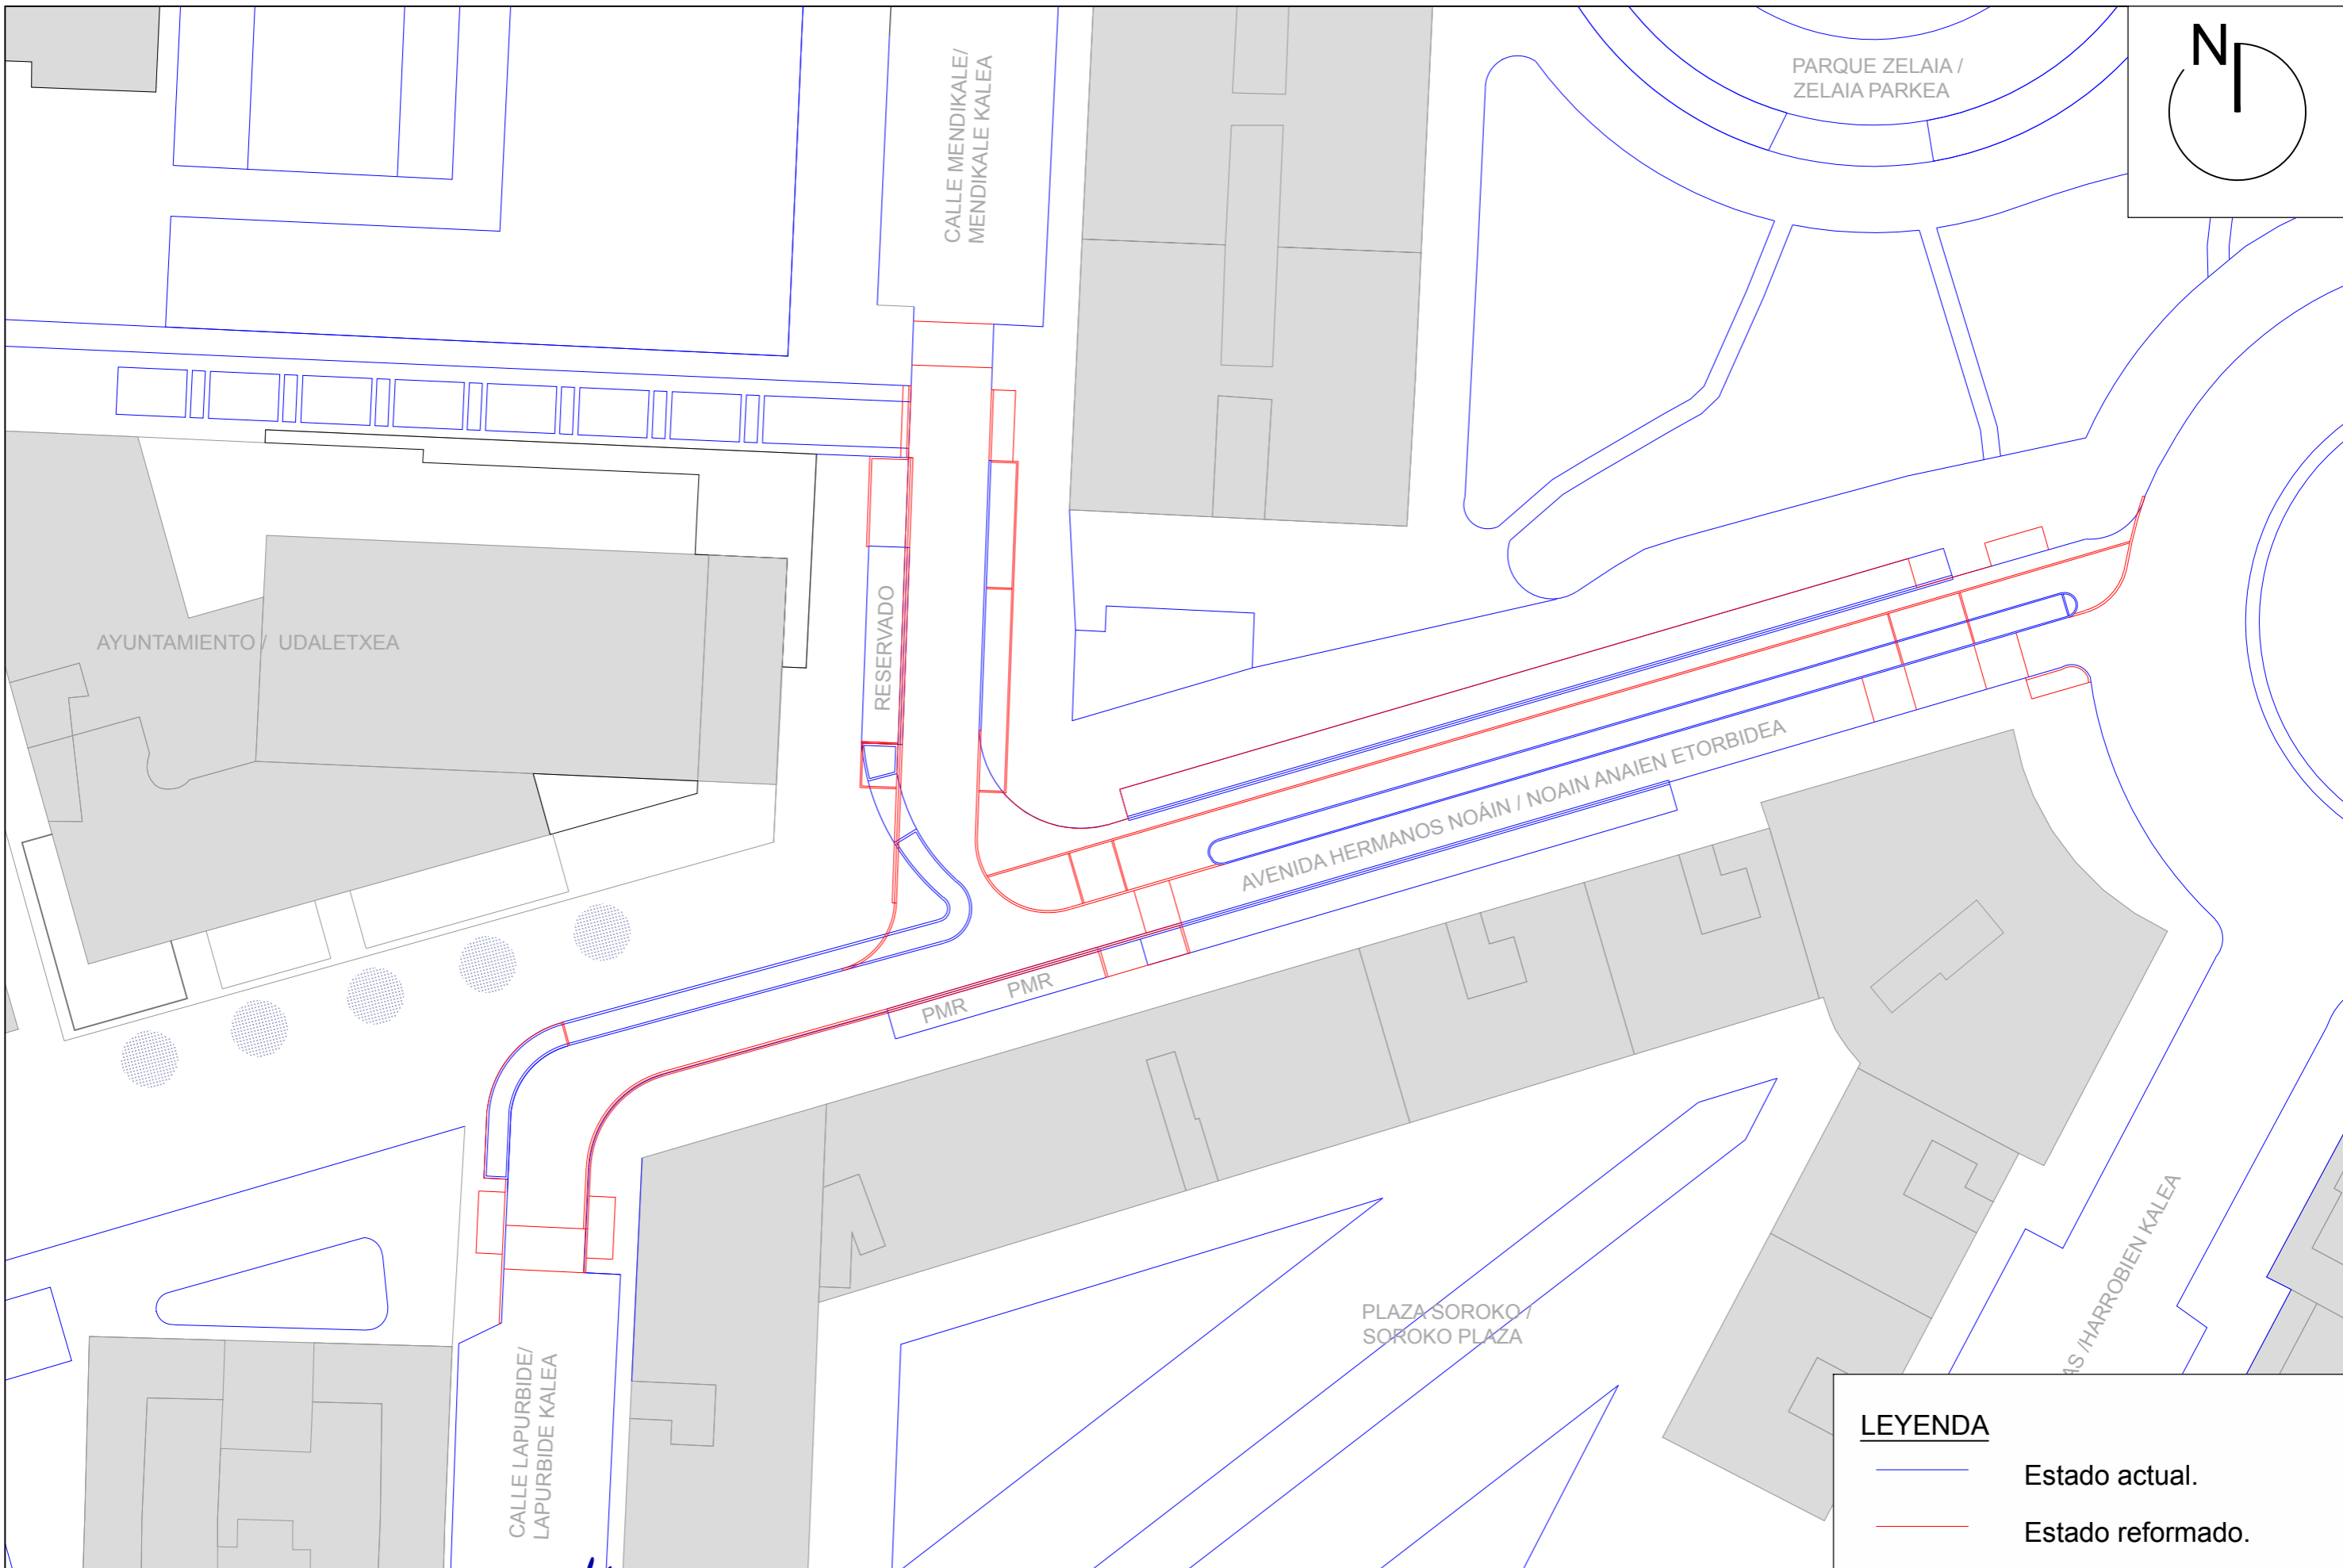 CALLE MENDIKALE/
MENDIKALE KALEA
PARQUE ZELAIA /
ZELAIA PARKEA
N
AYUNTAMIENTO / UDALETXEA
RESERVADO
AVENIDA HERMANOS NOÁIN / NOAIN ANAIEN ETORBIDEA
PMR PMR
PLAZA SOROKO /
SOROKO PLAZA
CALLE LAPURBIDE/
LAPURBIDE KALEA
AS /HARROBIEN KALEA
LEYENDA
Estado actual.
Estado reformado.